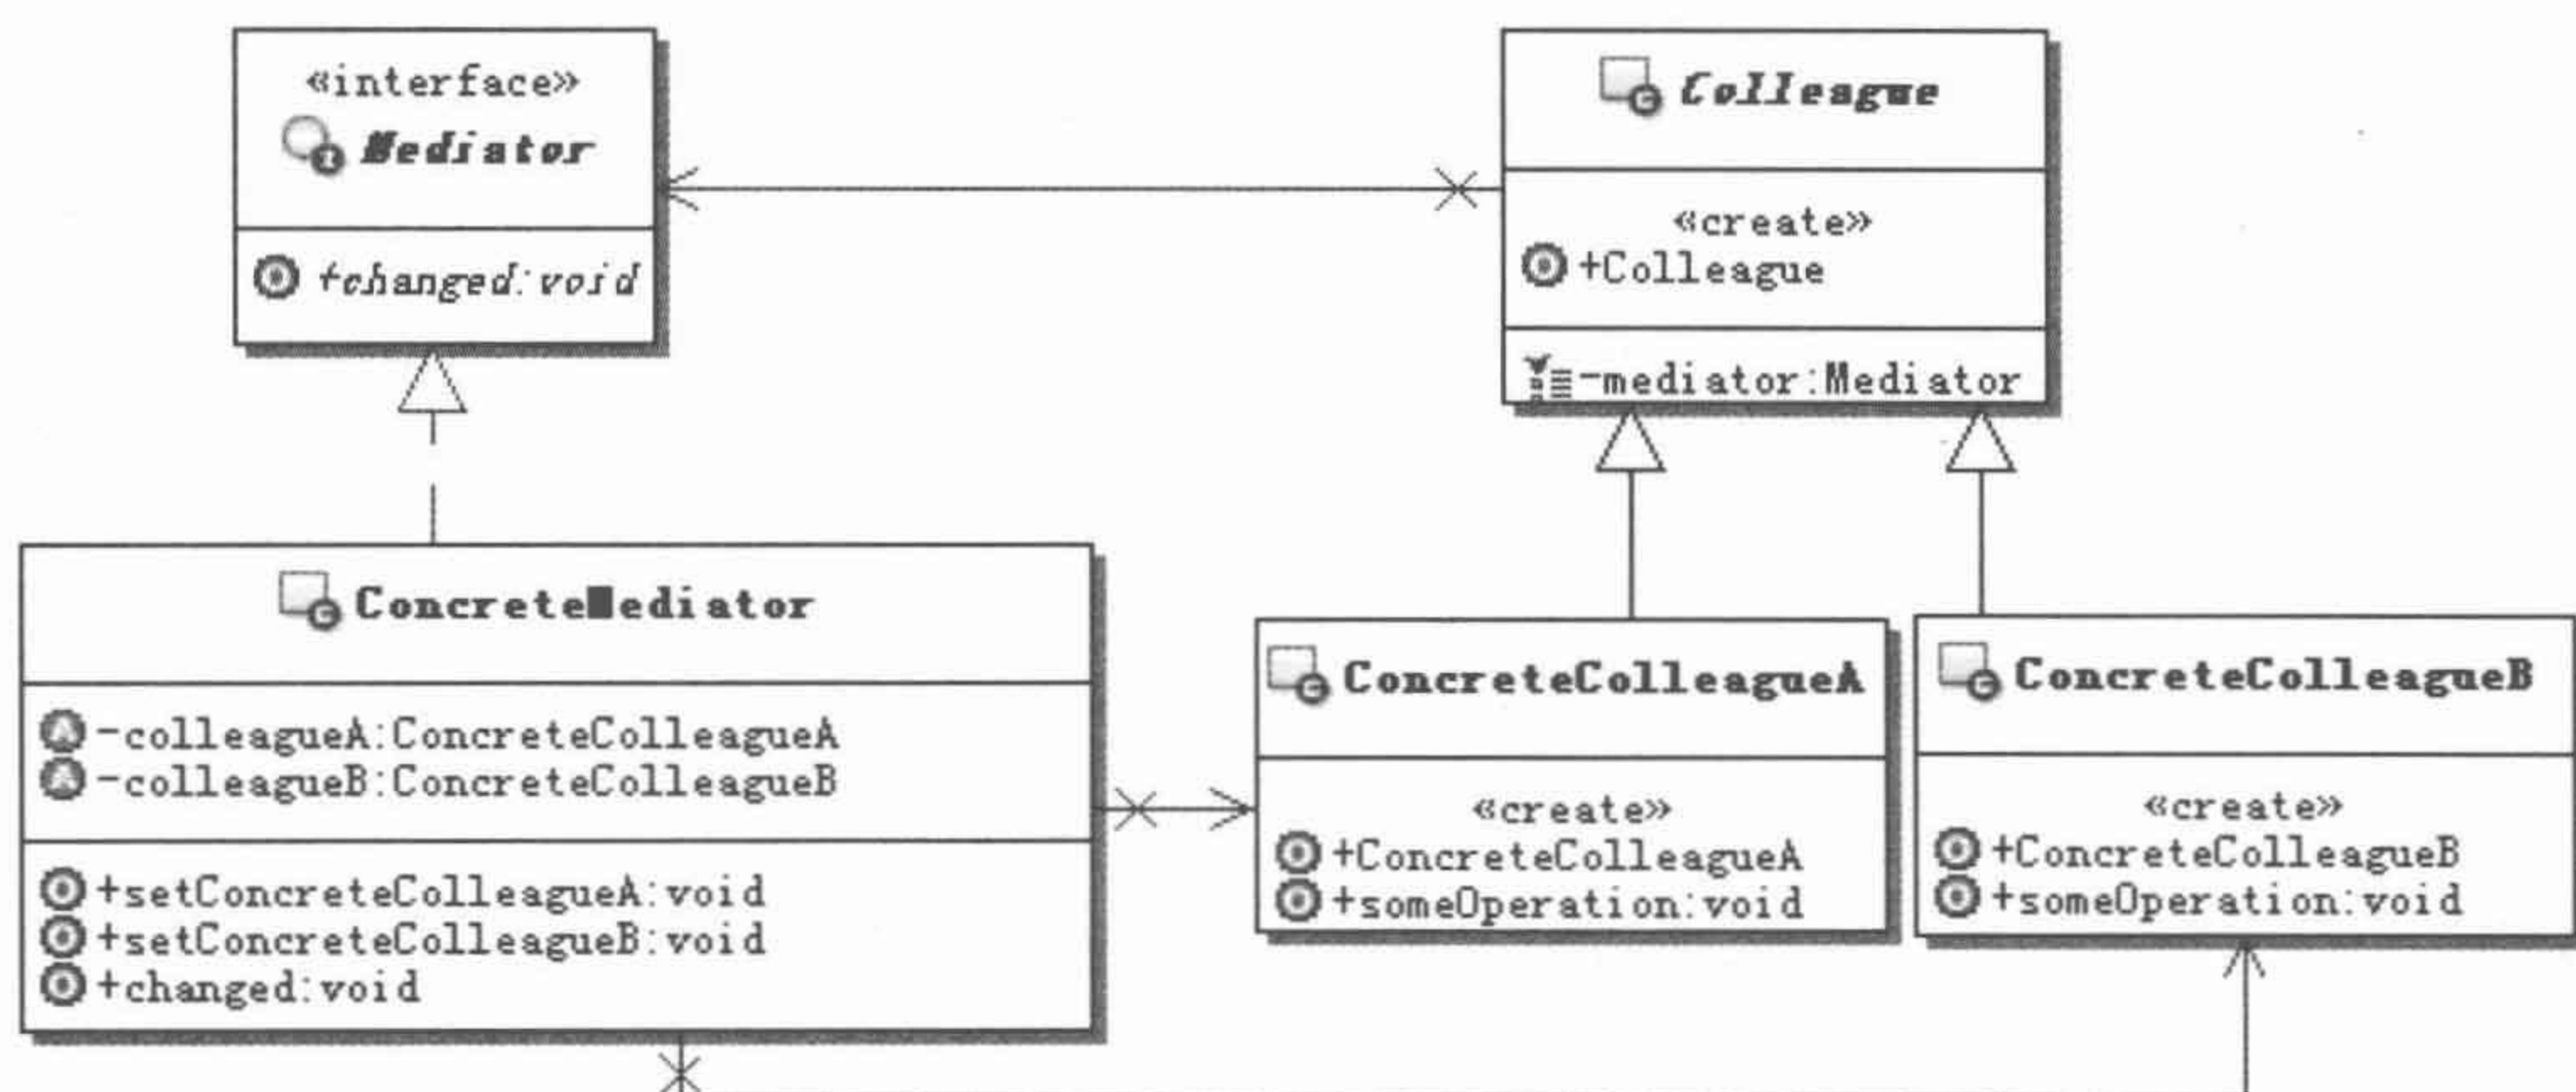 «interface»
Mediator
+changed:void
Colleague
«create»
+Colleague
-mediator:Mediator
ConcreteMediator
-colleagueA:ConcreteColleagueA
-colleagueB:ConcreteColleagueB
+setConcreteColleagueA:void
+setConcreteColleagueB:void
+changed:void
ConcreteColleagueA
«create»
+ConcreteColleagueA
+someOperation:void
ConcreteColleagueB
«create»
+ConcreteColleagueB
+someOperation:void